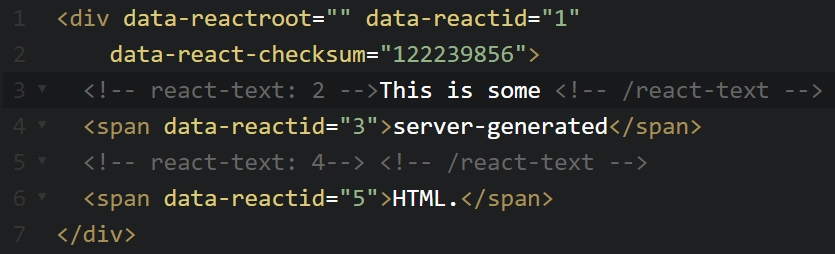 1 <div data-reactroot="" data-reactid="1"
2 data-react-checksum="122239856">
3 <!-- react-text: 2 -->This is some <!-- /react-text -->
4 <span data-reactid="3">server-generated</span>
5 <!-- react-text: 4--> <!-- /react-text -->
6 <span data-reactid="5">HTML.</span>
7 </div>